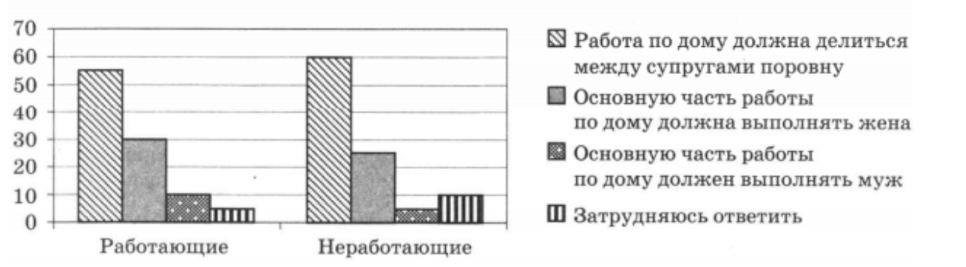 70
60
50
40
30
20
10
0
Работающие
Неработающие
Работа по дому должна делиться
между супругами поровну
Основную часть работы
по дому должна выполнять жена
Основную часть работы
по дому должен выполнять муж
Затрудняюсь ответить